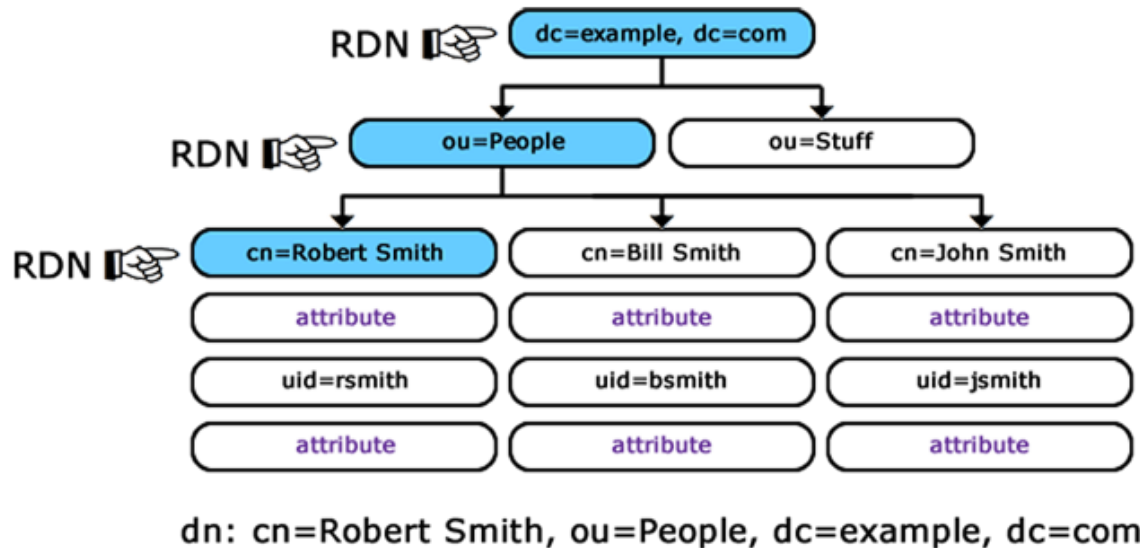 RDN dc=example, dc=com
RDN ou=People ou=Stuff
RDN cn=Robert Smith cn=Bill Smith cn=John Smith
attribute attribute attribute
uid=rsmith uid=bsmith uid=jsmith
attribute attribute attribute
dn: cn=Robert Smith, ou=People, dc=example, dc=com